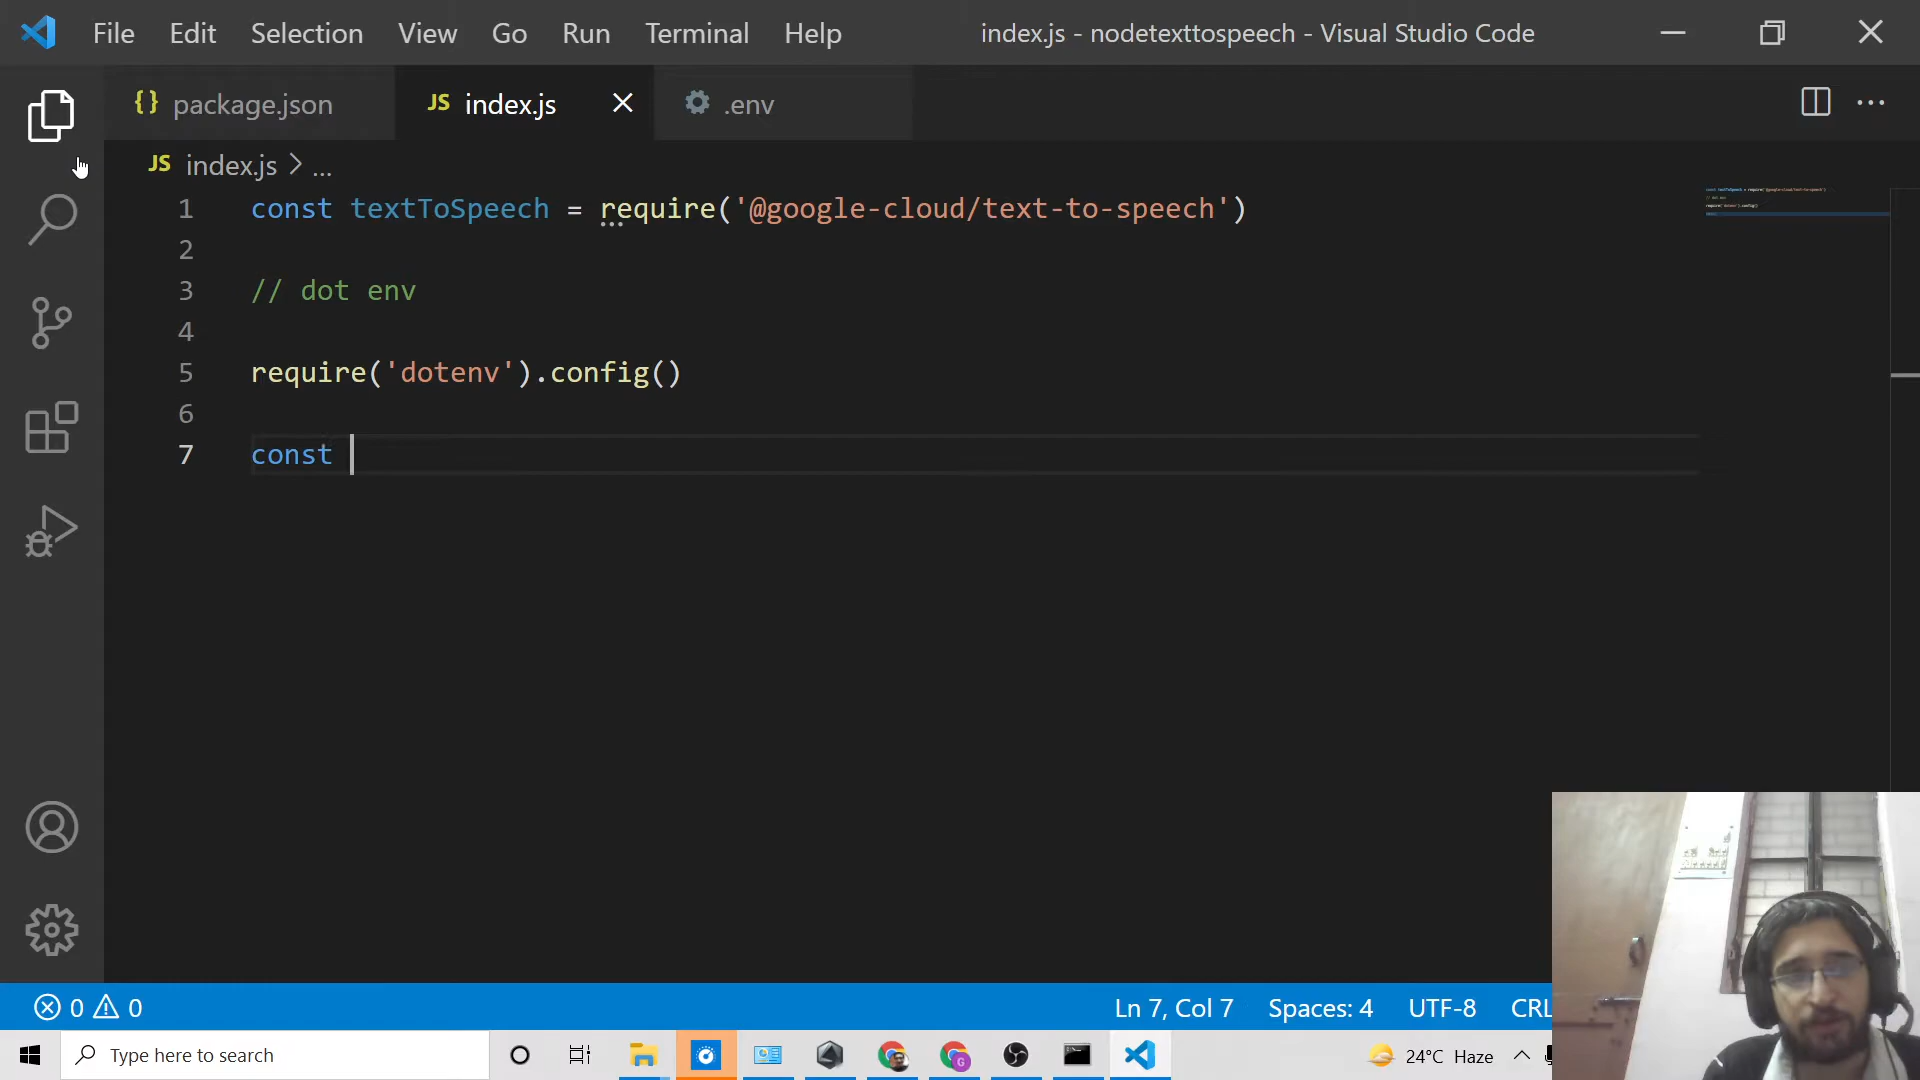 File Edit Selection View Go Run Terminal Help index.js - nodetexttospeech - Visual Studio Code
{} package.json JS index.js .env
JS index.js > ...
1 const textToSpeech = require('@google-cloud/text-to-speech')
2
3 // dot env
4
5 require('dotenv').config()
6
7 const
0 0 Ln 7, Col 7 Spaces: 4 UTF-8 CRL
Type here to search 24°C Haze